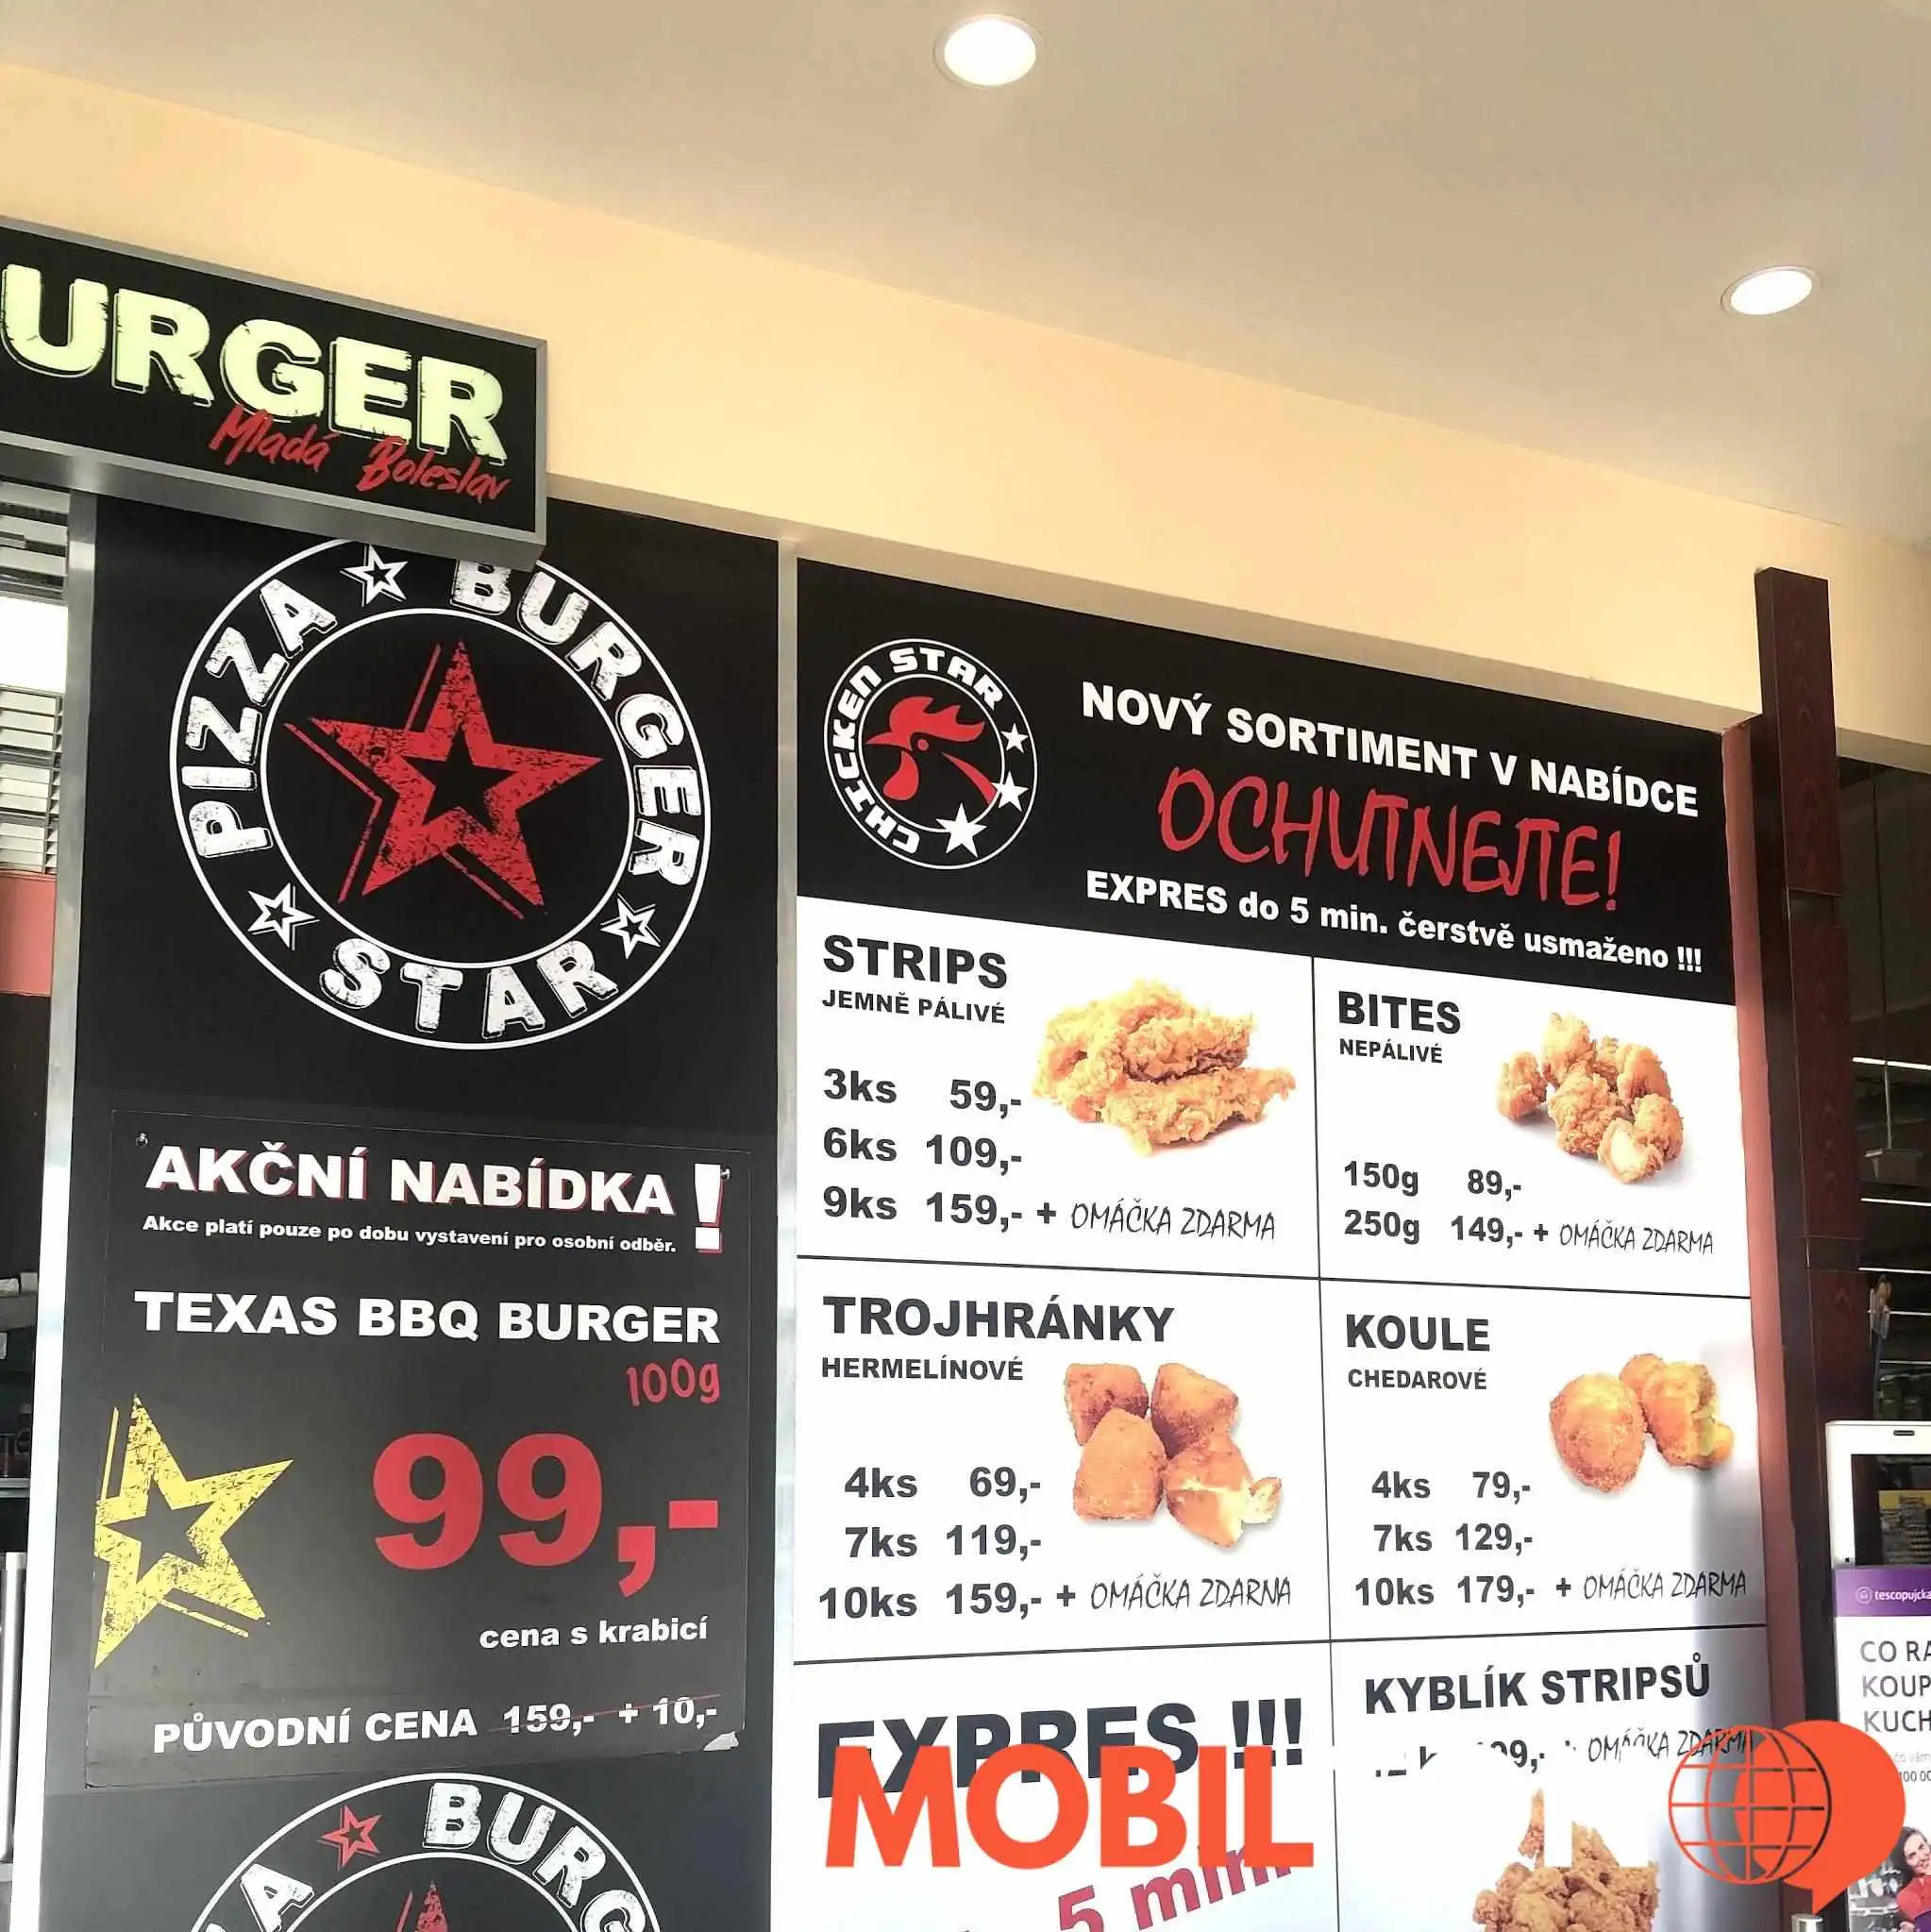 URGER
Mladá Boleslav
PIZZA BURGER STAR
AKČNÍ NABÍDKA !
Akce platí pouze po dobu vystavení pro osobní odběr.
TEXAS BBQ BURGER
100g
99,-
cena s krabicí
PŮVODNÍ CENA 159,- + 10,-
BURG
CHICKEN STAR
NOVÝ SORTIMENT V NABÍDCE
OCHUTNEJTE!
EXPRES do 5 min. čerstvě usmaženo !!!
STRIPS
JEMNĚ PÁLIVÉ
3ks 59,-
6ks 109,-
9ks 159,- + OMÁČKA ZDARMA
BITES
NEPÁLIVÉ
150g 89,-
250g 149,- + OMÁČKA ZDARMA
TROJHRÁNKY
HERMELÍNOVÉ
4ks 69,-
7ks 119,-
10ks 159,- + OMÁČKA ZDARNA
KOULE
CHEDAROVÉ
4ks 79,-
7ks 129,-
10ks 179,- + OMÁČKA ZDARMA
EXPRES !!!
5 min
KYBLÍK STRIPSŮ
OMÁČKA ZDARMA
MOBIL
tescopujcka
CO RA
KOUP
KUCH